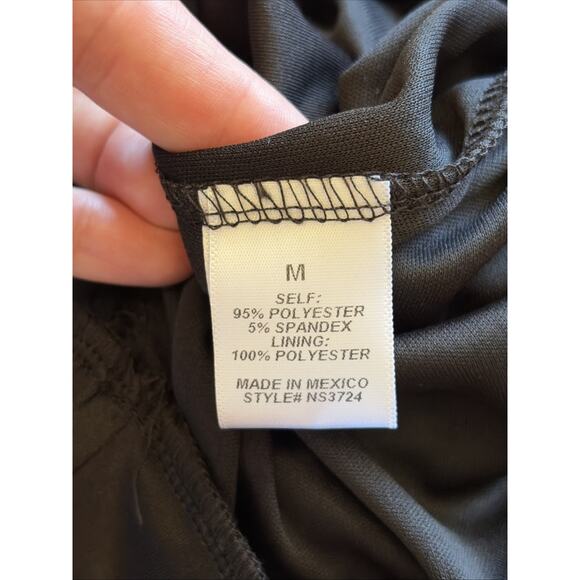 M
SELF:
95% POLYESTER
5% SPANDEX
LINING:
100% POLYESTER
MADE IN MEXICO
STYLE# NS3724